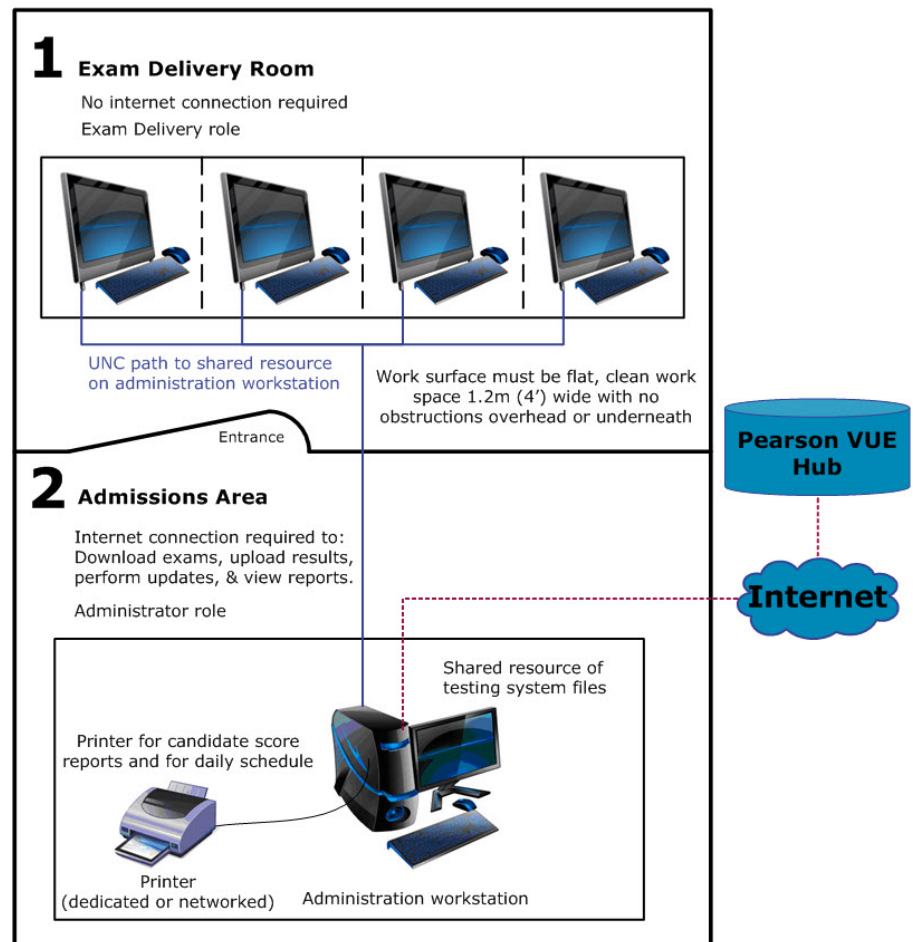 1 Exam Delivery Room
No internet connection required
Exam Delivery role
UNC path to shared resource
on administration workstation
Work surface must be flat, clean work
space 1.2m (4’) wide with no
obstructions overhead or underneath
Entrance
Pearson VUE
Hub
2 Admissions Area
Internet connection required to:
Download exams, upload results,
perform updates, & view reports.
Administrator role
Internet
Shared resource of
testing system files
Printer for candidate score
reports and for daily schedule
Printer
(dedicated or networked)
Administration workstation